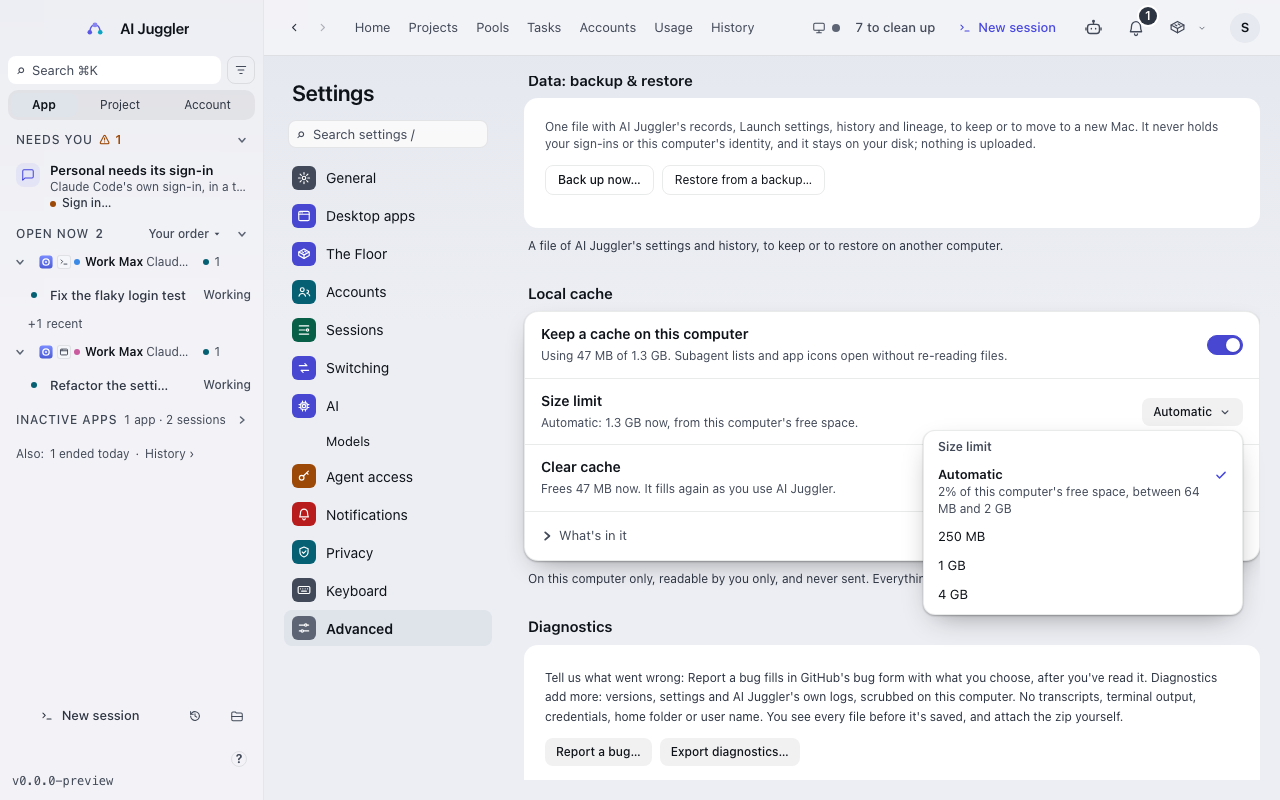 AI Juggler
Search ⌘K
App Project Account
NEEDS YOU 1
Personal needs its sign-in
Claude Code's own sign-in, in a t…
Sign in…
OPEN NOW 2 Your order
Work Max Claud… 1
Fix the flaky login test Working
+1 recent
Work Max Claud… 1
Refactor the setti… Working
INACTIVE APPS 1 app · 2 sessions
Also: 1 ended today · History ›
New session
?
v0.0.0-preview
Home Projects Pools Tasks Accounts Usage History
7 to clean up
New session
1
S
Settings
Search settings /
General
Desktop apps
The Floor
Accounts
Sessions
Switching
AI
Models
Agent access
Notifications
Privacy
Keyboard
Advanced
Data: backup & restore
One file with AI Juggler's records, Launch settings, history and lineage, to keep or to move to a new Mac. It never holds
your sign-ins or this computer's identity, and it stays on your disk; nothing is uploaded.
Back up now… Restore from a backup…
A file of AI Juggler's settings and history, to keep or to restore on another computer.
Local cache
Keep a cache on this computer
Using 47 MB of 1.3 GB. Subagent lists and app icons open without re-reading files.
Size limit
Automatic: 1.3 GB now, from this computer's free space.
Automatic
Clear cache
Frees 47 MB now. It fills again as you use AI Juggler.
What's in it
On this computer only, readable by you only, and never sent.
Size limit
Automatic
2% of this computer's free space, between 64
MB and 2 GB
250 MB
1 GB
4 GB
Diagnostics
Tell us what went wrong: Report a bug fills in GitHub's bug form with what you choose, after you've read it. Diagnostics
add more: versions, settings and AI Juggler's own logs, scrubbed on this computer. No transcripts, terminal output,
credentials, home folder or user name. You see every file before it's saved, and attach the zip yourself.
Report a bug… Export diagnostics…